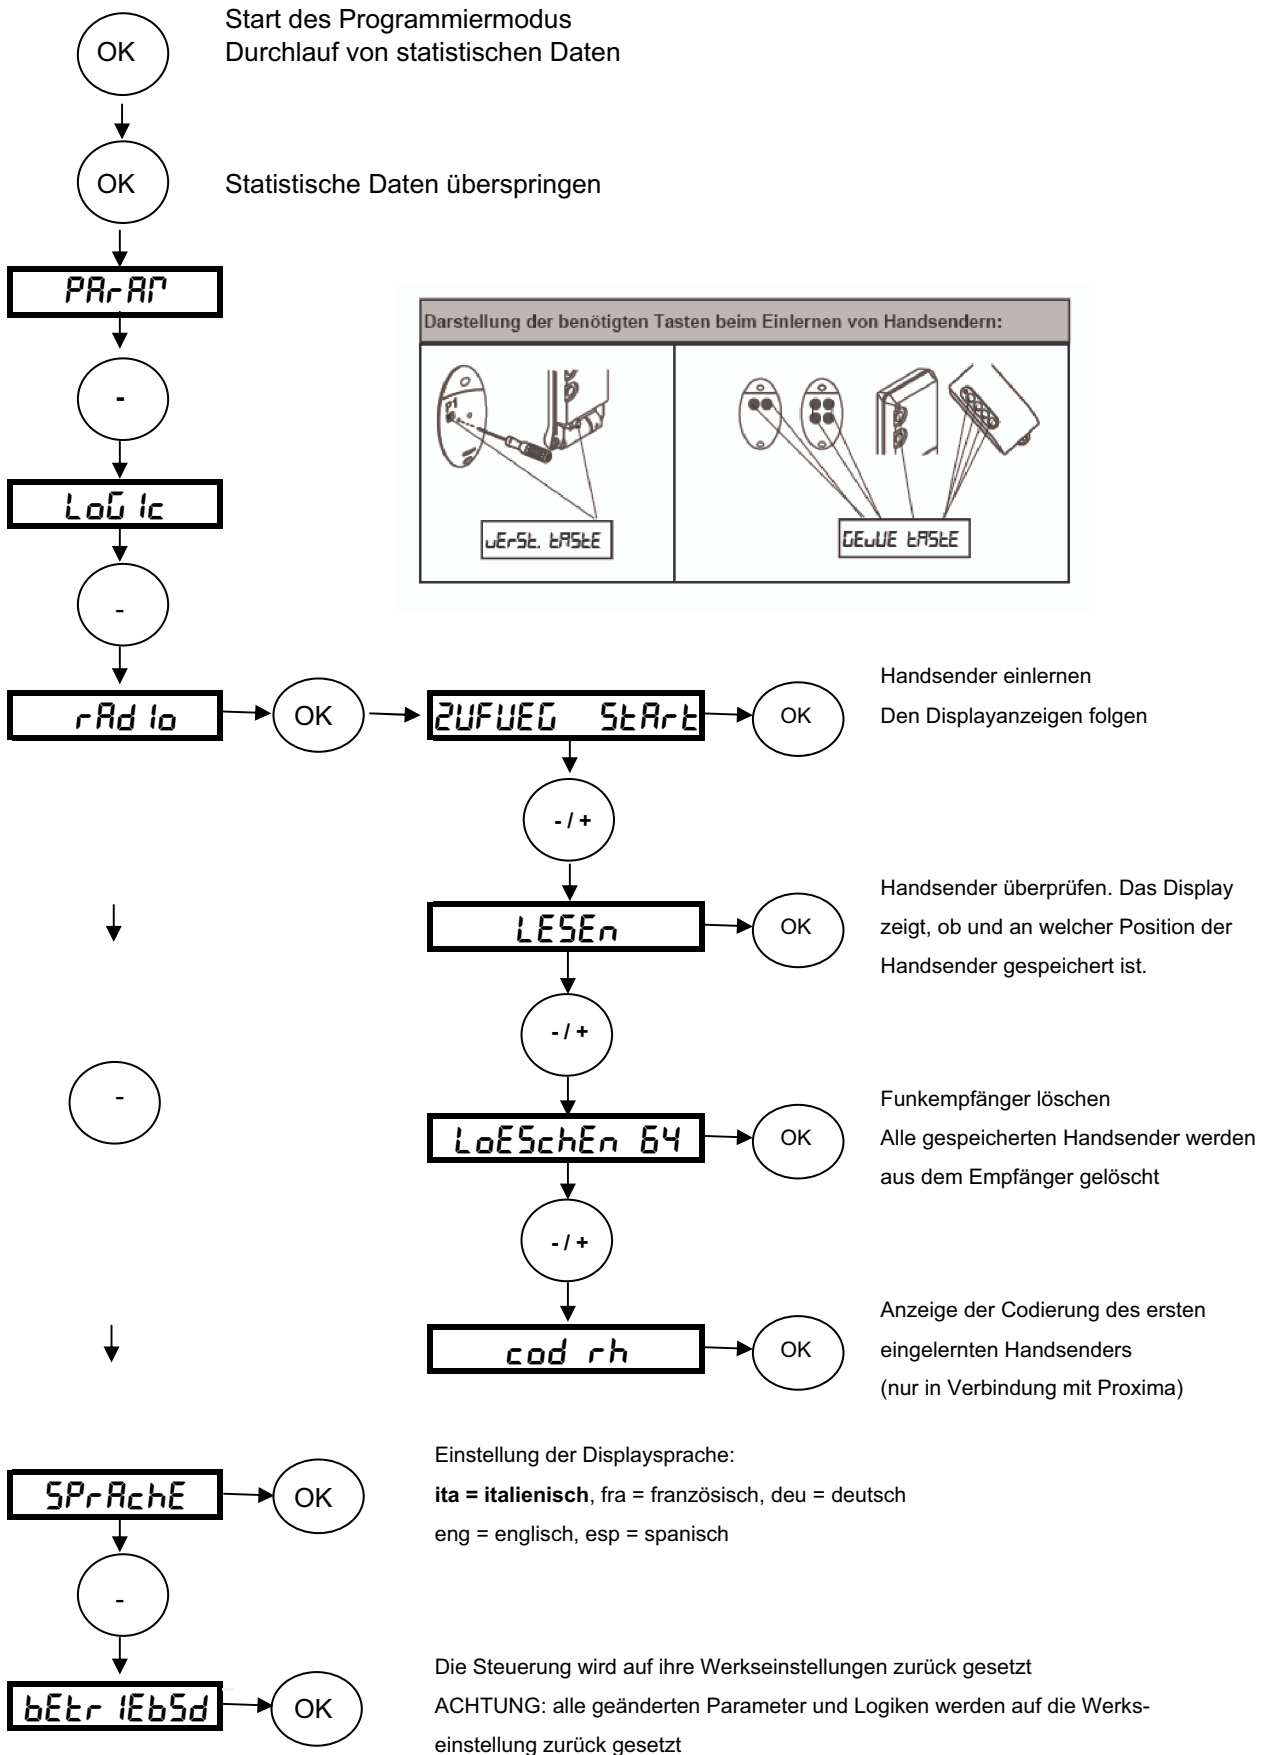 OK
Start des Programmiermodus
Durchlauf von statistischen Daten
OK
Statistische Daten überspringen
PArAM
-
LoGIc
-
Darstellung der benötigten Tasten beim Einlernen von Handsendern:
P1
vErSt. tAStE
GEwUE tAStE
rAdIo
OK
ZUFUEG StArt
OK
Handsender einlernen
Den Displayanzeigen folgen
- / +
LESEn
OK
Handsender überprüfen. Das Display
zeigt, ob und an welcher Position der
Handsender gespeichert ist.
- / +
-
LoESchEn 64
OK
Funkempfänger löschen
Alle gespeicherten Handsender werden
aus dem Empfänger gelöscht
- / +
cod rh
OK
Anzeige der Codierung des ersten
eingelernten Handsenders
(nur in Verbindung mit Proxima)
SPrAchE
OK
Einstellung der Displaysprache:
ita = italienisch, fra = französisch, deu = deutsch
eng = englisch, esp = spanisch
-
bEtrIEbSd
OK
Die Steuerung wird auf ihre Werkseinstellungen zurück gesetzt
ACHTUNG: alle geänderten Parameter und Logiken werden auf die Werks-
einstellung zurück gesetzt